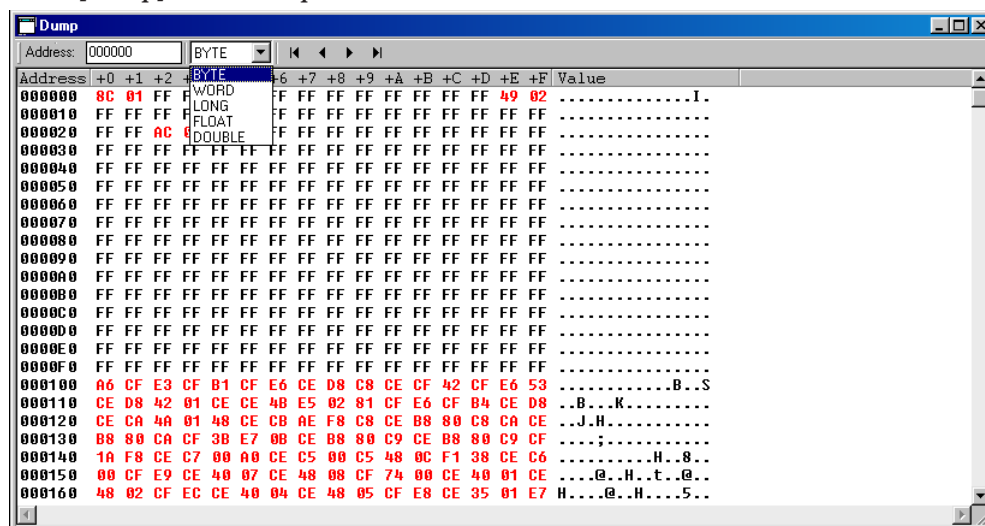 Dump
Address: 000000 BYTE
Address +0 +1 +2 +6 +7 +8 +9 +A +B +C +D +E +F Value
BYTE
WORD
LONG
FLOAT
DOUBLE
000000 8C 01 FF FF FF FF FF FF FF FF FF 49 02 ..............I.
000010 FF FF FF FF FF FF FF FF FF FF FF FF FF ................
000020 FF FF AC FF FF FF FF FF FF FF FF FF FF ................
000030 FF FF FF FF FF FF FF FF FF FF FF FF FF FF FF FF ................
000040 FF FF FF FF FF FF FF FF FF FF FF FF FF FF FF FF ................
000050 FF FF FF FF FF FF FF FF FF FF FF FF FF FF FF FF ................
000060 FF FF FF FF FF FF FF FF FF FF FF FF FF FF FF FF ................
000070 FF FF FF FF FF FF FF FF FF FF FF FF FF FF FF FF ................
000080 FF FF FF FF FF FF FF FF FF FF FF FF FF FF FF FF ................
000090 FF FF FF FF FF FF FF FF FF FF FF FF FF FF FF FF ................
0000A0 FF FF FF FF FF FF FF FF FF FF FF FF FF FF FF FF ................
0000B0 FF FF FF FF FF FF FF FF FF FF FF FF FF FF FF FF ................
0000C0 FF FF FF FF FF FF FF FF FF FF FF FF FF FF FF FF ................
0000D0 FF FF FF FF FF FF FF FF FF FF FF FF FF FF FF FF ................
0000E0 FF FF FF FF FF FF FF FF FF FF FF FF FF FF FF FF ................
0000F0 FF FF FF FF FF FF FF FF FF FF FF FF FF FF FF FF ................
000100 A6 CF E3 CF B1 CF E6 CE D8 C8 CE CF 42 CF E6 53 ............B..S
000110 CE D8 42 01 CE CE 4B E5 02 81 CF E6 CF B4 CE D8 ..B...K.........
000120 CE CA 4A 01 48 CE CB AE F8 C8 CE B8 80 C8 CA CE ..J.H...........
000130 B8 80 CA CF 3B E7 0B CE B8 80 C9 CE B8 80 C9 CF ....;...........
000140 1A F8 CE C7 00 A0 CE C5 00 C5 48 0C F1 38 CE C6 ..........H..8..
000150 00 CF E9 CE 40 07 CE 48 08 CF 74 00 CE 40 01 CE ....@..H..t..@..
000160 48 02 CF EC CE 40 04 CE 48 05 CF E8 CE 35 01 E7 H....@..H....5..